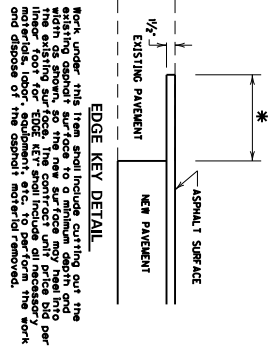 *
1½"
ASPHALT SURFACE
EXISTING PAVEMENT
NEW PAVEMENT
EDGE KEY DETAIL
Work under this item shall include cutting out the
existing asphalt surface to a minimum depth and
width as shown, so the new surface may heel into
the existing surface. The contract unit price bid per
linear foot for "EDGE KEY" shall include all necessary
materials, labor, equipment, etc. to perform the work
and dispose of the asphalt material removed.